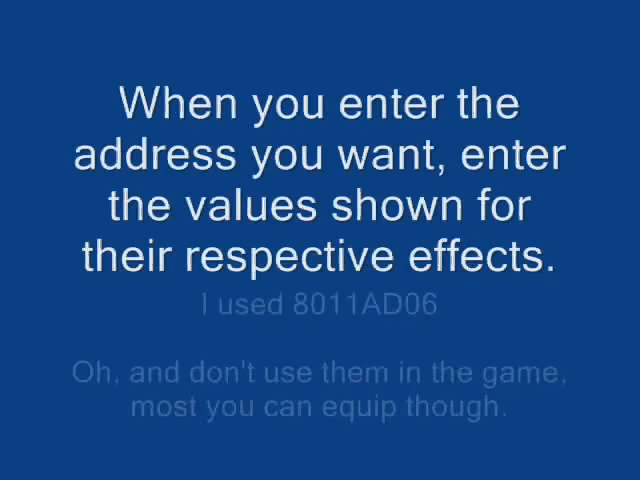 When you enter the
address you want, enter
the values shown for
their respective effects.
I used 8011AD06
Oh, and don't use them in the game,
most you can equip though.